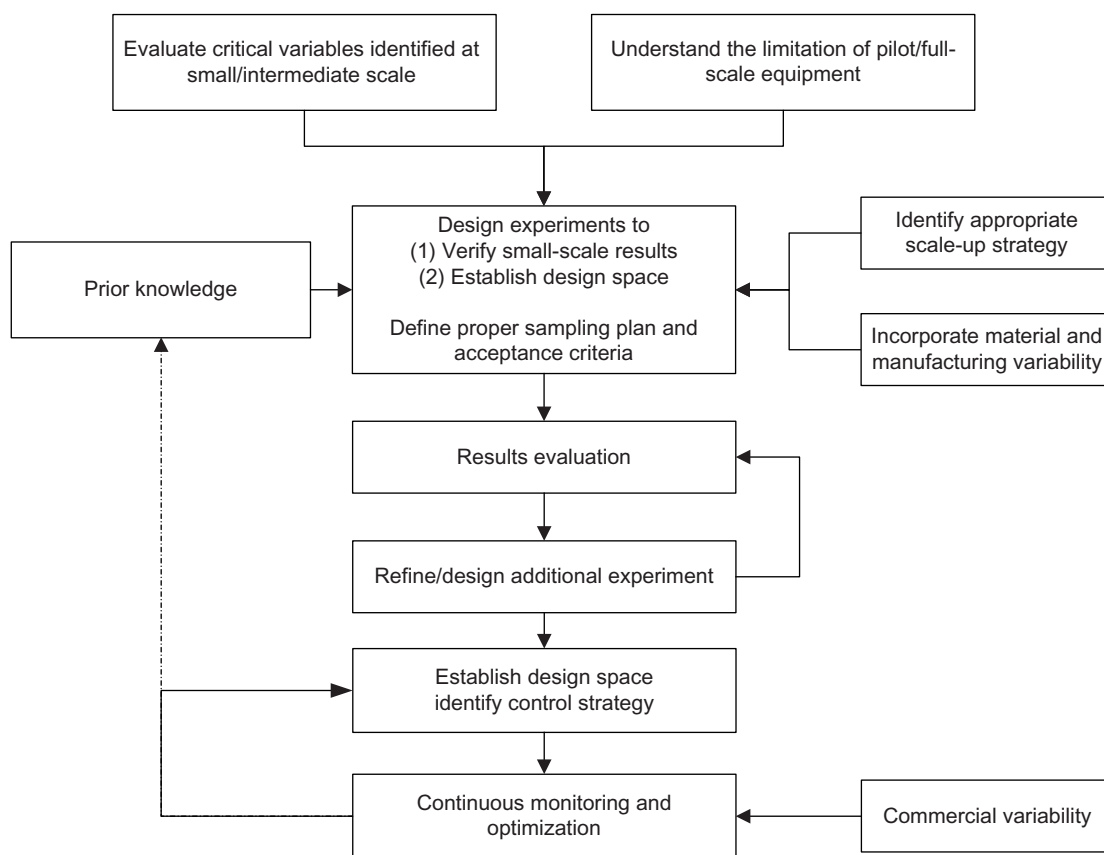 Evaluate critical variables identified at
small/intermediate scale
Understand the limitation of pilot/full-
scale equipment
Design experiments to
(1) Verify small-scale results
(2) Establish design space
Define proper sampling plan and
acceptance criteria
Prior knowledge
Identify appropriate
scale-up strategy
Incorporate material and
manufacturing variability
Results evaluation
Refine/design additional experiment
Establish design space
identify control strategy
Continuous monitoring and
optimization
Commercial variability